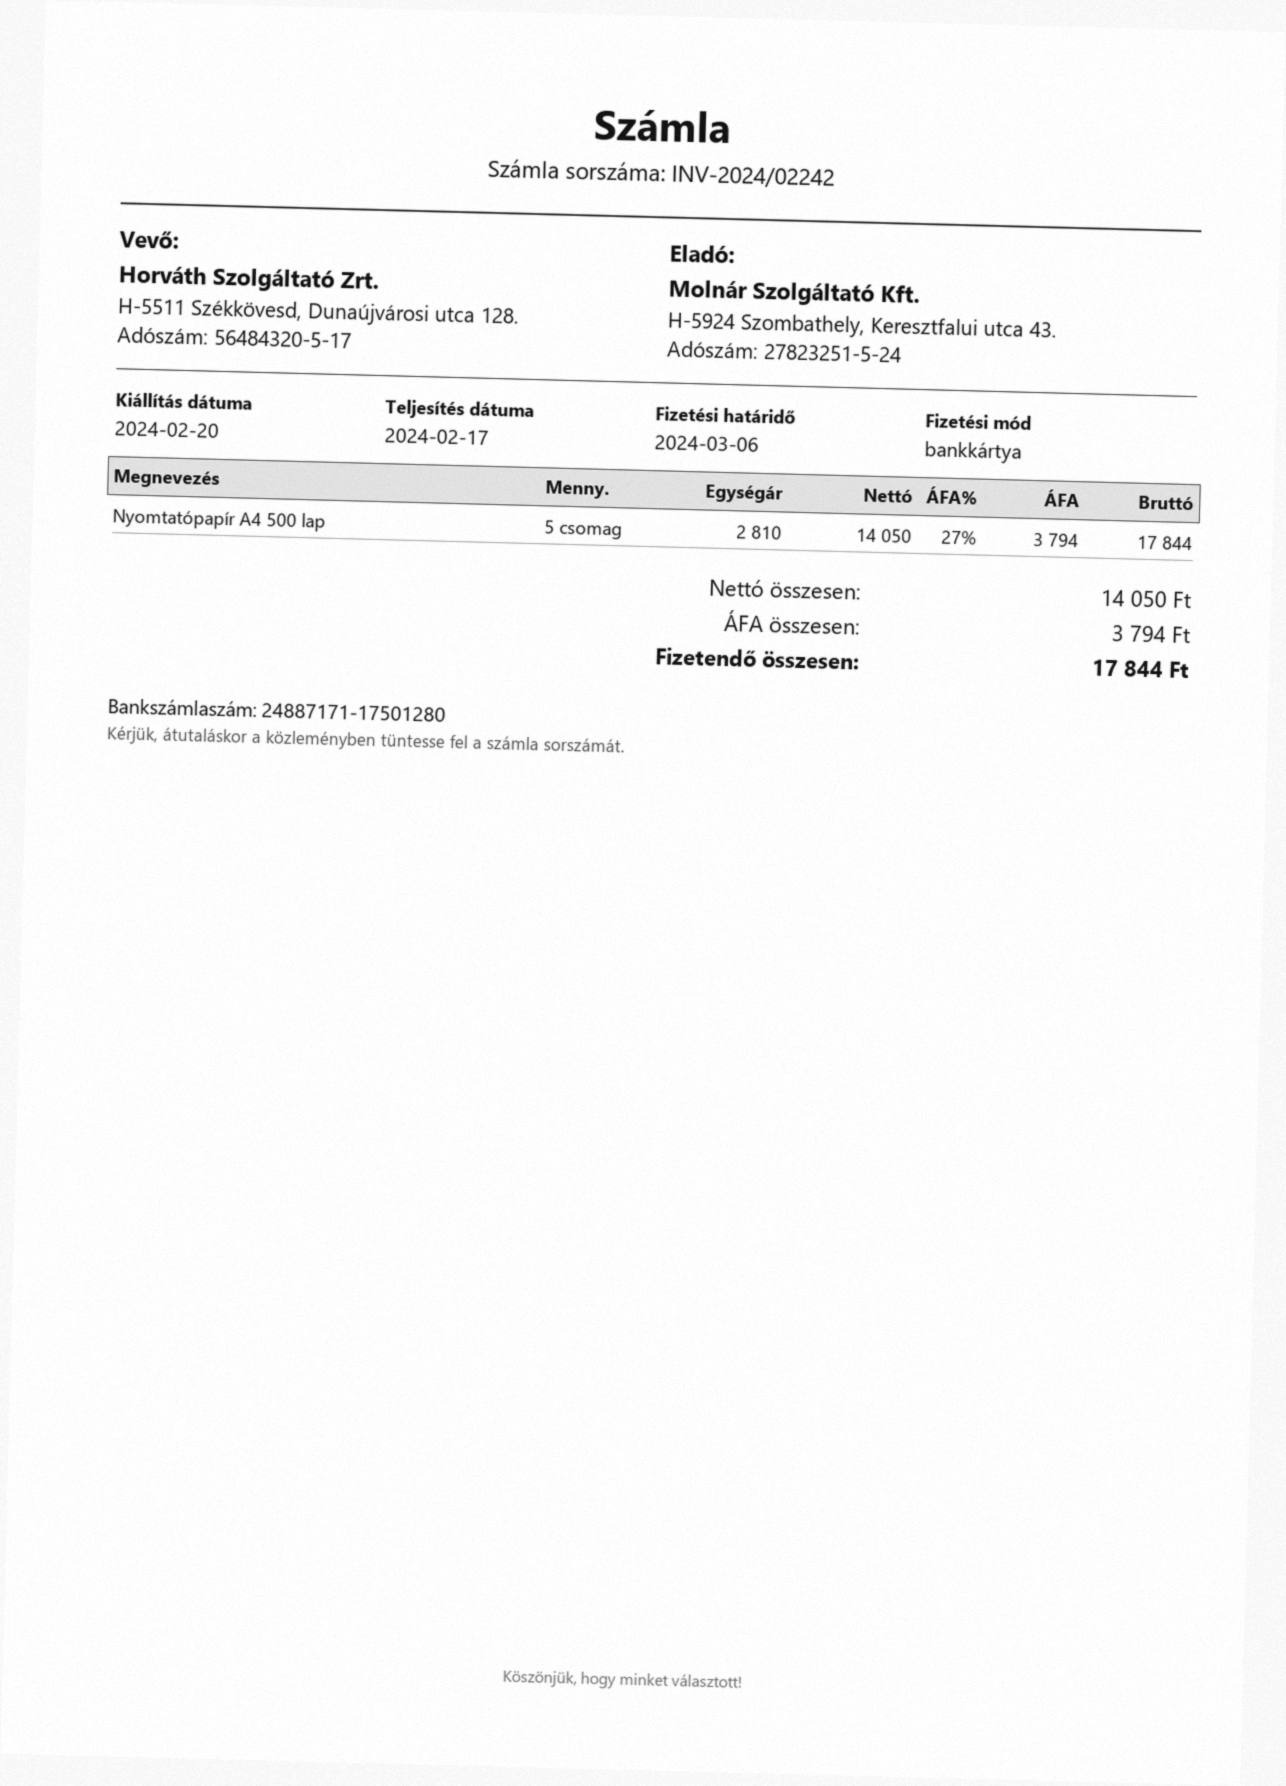 Számla
Számla sorszáma: INV-2024/02242
Vevő:
Horváth Szolgáltató Zrt.
H-5511 Székkövesd, Dunaújvárosi utca 128.
Adószám: 56484320-5-17
Eladó:
Molnár Szolgáltató Kft.
H-5924 Szombathely, Keresztfalui utca 43.
Adószám: 27823251-5-24
Kiállítás dátuma Teljesítés dátuma Fizetési határidő Fizetési mód
2024-02-20 2024-02-17 2024-03-06 bankkártya
Megnevezés Menny. Egységár Nettó ÁFA% ÁFA Bruttó
Nyomtatópapír A4 500 lap 5 csomag 2 810 14 050 27% 3 794 17 844
Nettó összesen: 14 050 Ft
ÁFA összesen: 3 794 Ft
Fizetendő összesen: 17 844 Ft
Bankszámlaszám: 24887171-17501280
Kérjük, átutaláskor a közleményben tüntesse fel a számla sorszámát.
Köszönjük, hogy minket választott!